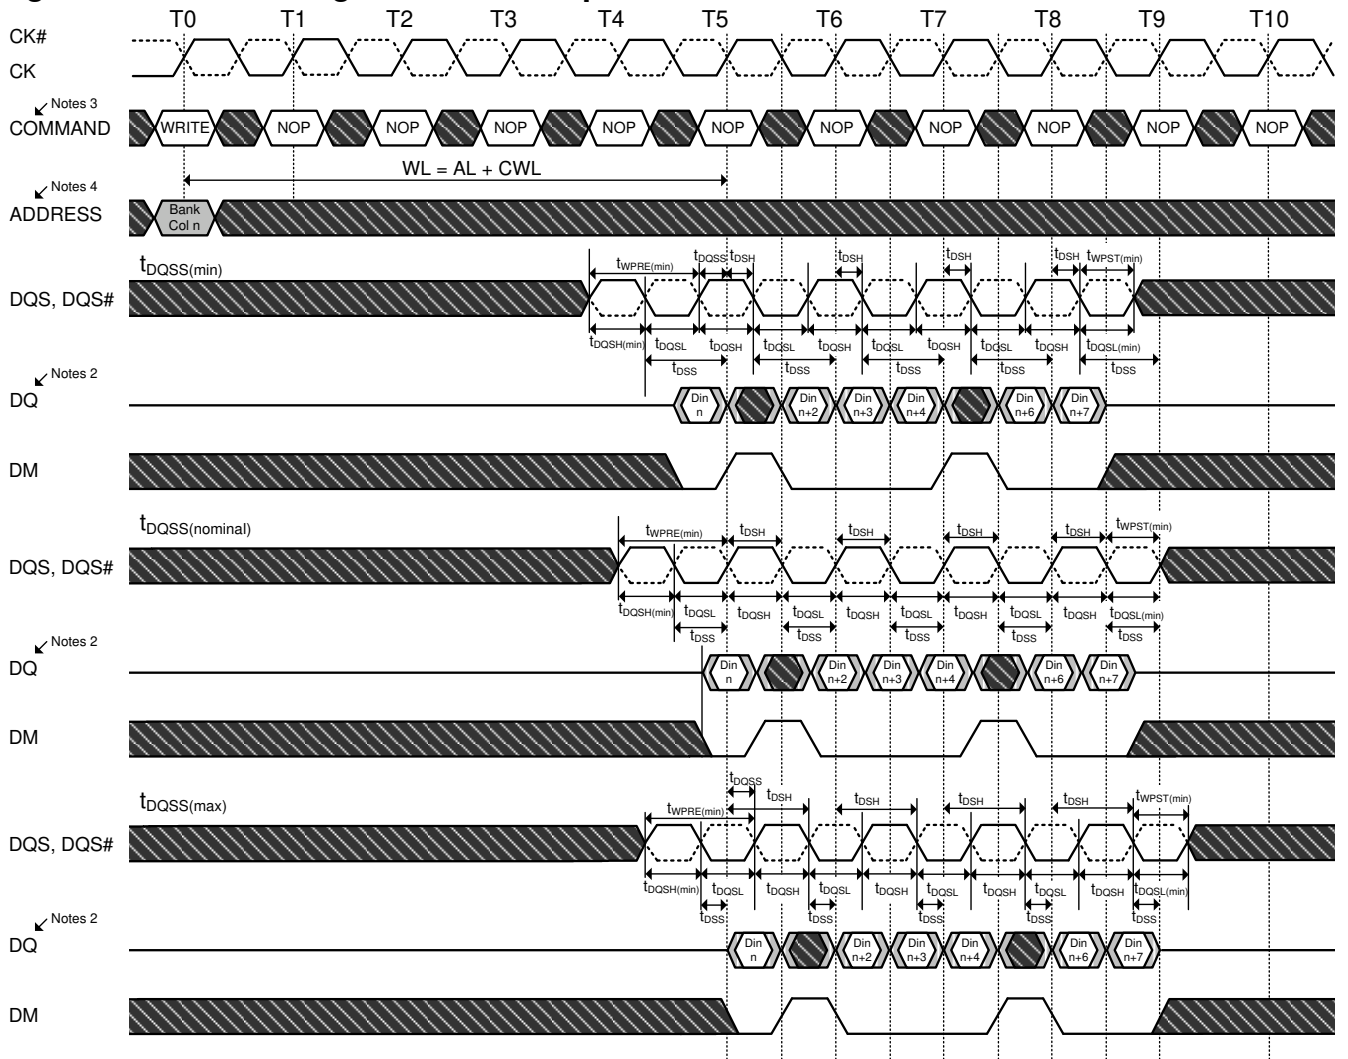 T0 T1 T2 T3 T4 T5 T6 T7 T8 T9 T10
CK#
CK
Notes 3
COMMAND WRITE NOP NOP NOP NOP NOP NOP NOP NOP NOP NOP
WL = AL + CWL
Notes 4
ADDRESS
Bank
Col n
tDQSS(min)
tWPRE(min) tDQSS tDSH tDSH tDSH tDSH tWPST(min)
DQS, DQS#
tDQSH(min) tDQSL tDQSH tDQSL tDQSH tDQSL tDQSH tDQSL tDQSH tDQSL(min)
tDSS tDSS tDSS tDSS tDSS
Notes 2
DQ
Din n Din n+2 Din n+3 Din n+4 Din n+6 Din n+7
DM
tDQSS(nominal)
tWPRE(min) tDSH tDSH tDSH tDSH tWPST(min)
DQS, DQS#
tDQSH(min) tDQSL tDQSH tDQSL tDQSH tDQSL tDQSH tDQSL tDQSH tDQSL(min)
tDSS tDSS tDSS tDSS tDSS
Notes 2
DQ
Din n Din n+2 Din n+3 Din n+4 Din n+6 Din n+7
DM
tDQSS
tDQSS(max)
tWPRE(min) tDSH tDSH tDSH tDSH tWPST(min)
DQS, DQS#
tDQSH(min) tDQSL tDQSH tDQSL tDQSH tDQSL tDQSH tDQSL tDQSH tDQSL(min)
tDSS tDSS tDSS tDSS tDSS
Notes 2
DQ
Din n Din n+2 Din n+3 Din n+4 Din n+6 Din n+7
DM